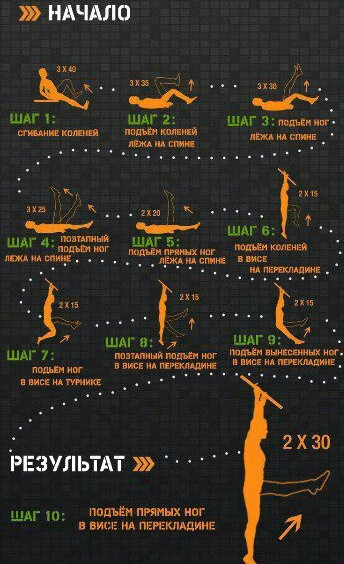 НАЧАЛО
3 X 40
3 X 35
3 X 30
ШАГ 1:
СГИБАНИЕ КОЛЕНЕЙ
ШАГ 2:
ПОДЪЁМ КОЛЕНЕЙ
ЛЁЖА НА СПИНЕ
ШАГ 3: ПОДЪЁМ НОГ
ЛЁЖА НА СПИНЕ
3 X 25
2 X 20
2 X 15
ШАГ 4: ПОЭТАПНЫЙ
ПОДЪЁМ НОГ
ЛЕЖА НА СПИНЕ
ШАГ 5:
ПОДЪЁМ ПРЯМЫХ НОГ
ЛЁЖА НА СПИНЕ
ШАГ 6:
ПОДЪЁМ КОЛЕНЕЙ
В ВИСЕ
НА ПЕРЕКЛАДИНЕ
2 X 15
2 X 15
2 X 15
ШАГ 7:
ПОДЪЁМ НОГ
В ВИСЕ НА ТУРНИКЕ
ШАГ 8:
ПОЭТАПНЫЙ ПОДЪЁМ НОГ
В ВИСЕ НА ПЕРЕКЛАДИНЕ
ШАГ 9:
ПОДЪЁМ ВЫНЕСЕННЫХ НОГ
В ВИСЕ НА ПЕРЕКЛАДИНЕ
2 X 30
РЕЗУЛЬТАТ
ШАГ 10:
ПОДЪЁМ ПРЯМЫХ НОГ
В ВИСЕ НА ПЕРЕКЛАДИНЕ